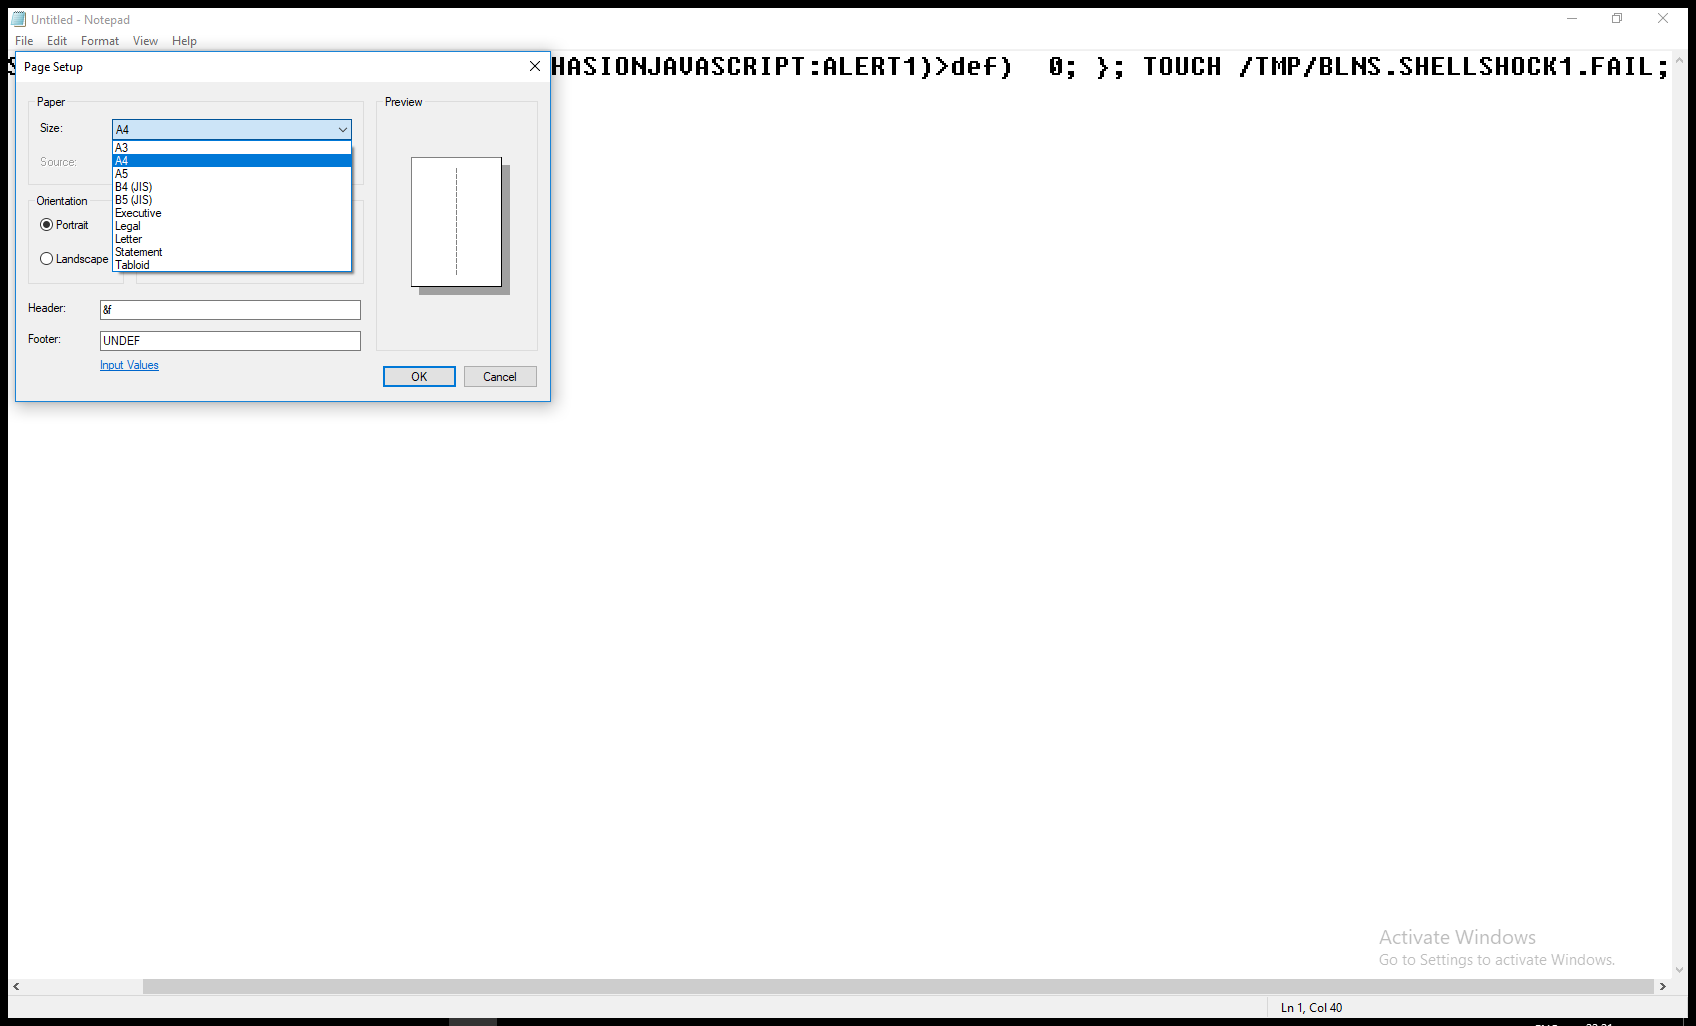 Untitled - Notepad
File Edit Format View Help
HASIONJAVASCRIPT:ALERT1)>def) 0; }; TOUCH /TMP/BLNS.SHELLSHOCK1.FAIL;
Page Setup
Paper
Size:
A4
A3
A4
A5
B4 (JIS)
B5 (JIS)
Executive
Legal
Letter
Statement
Tabloid
Source:
Orientation
Portrait
Landscape
Header:
&f
Footer:
UNDEF
Input Values
Preview
OK
Cancel
Activate Windows
Go to Settings to activate Windows.
Ln 1, Col 40